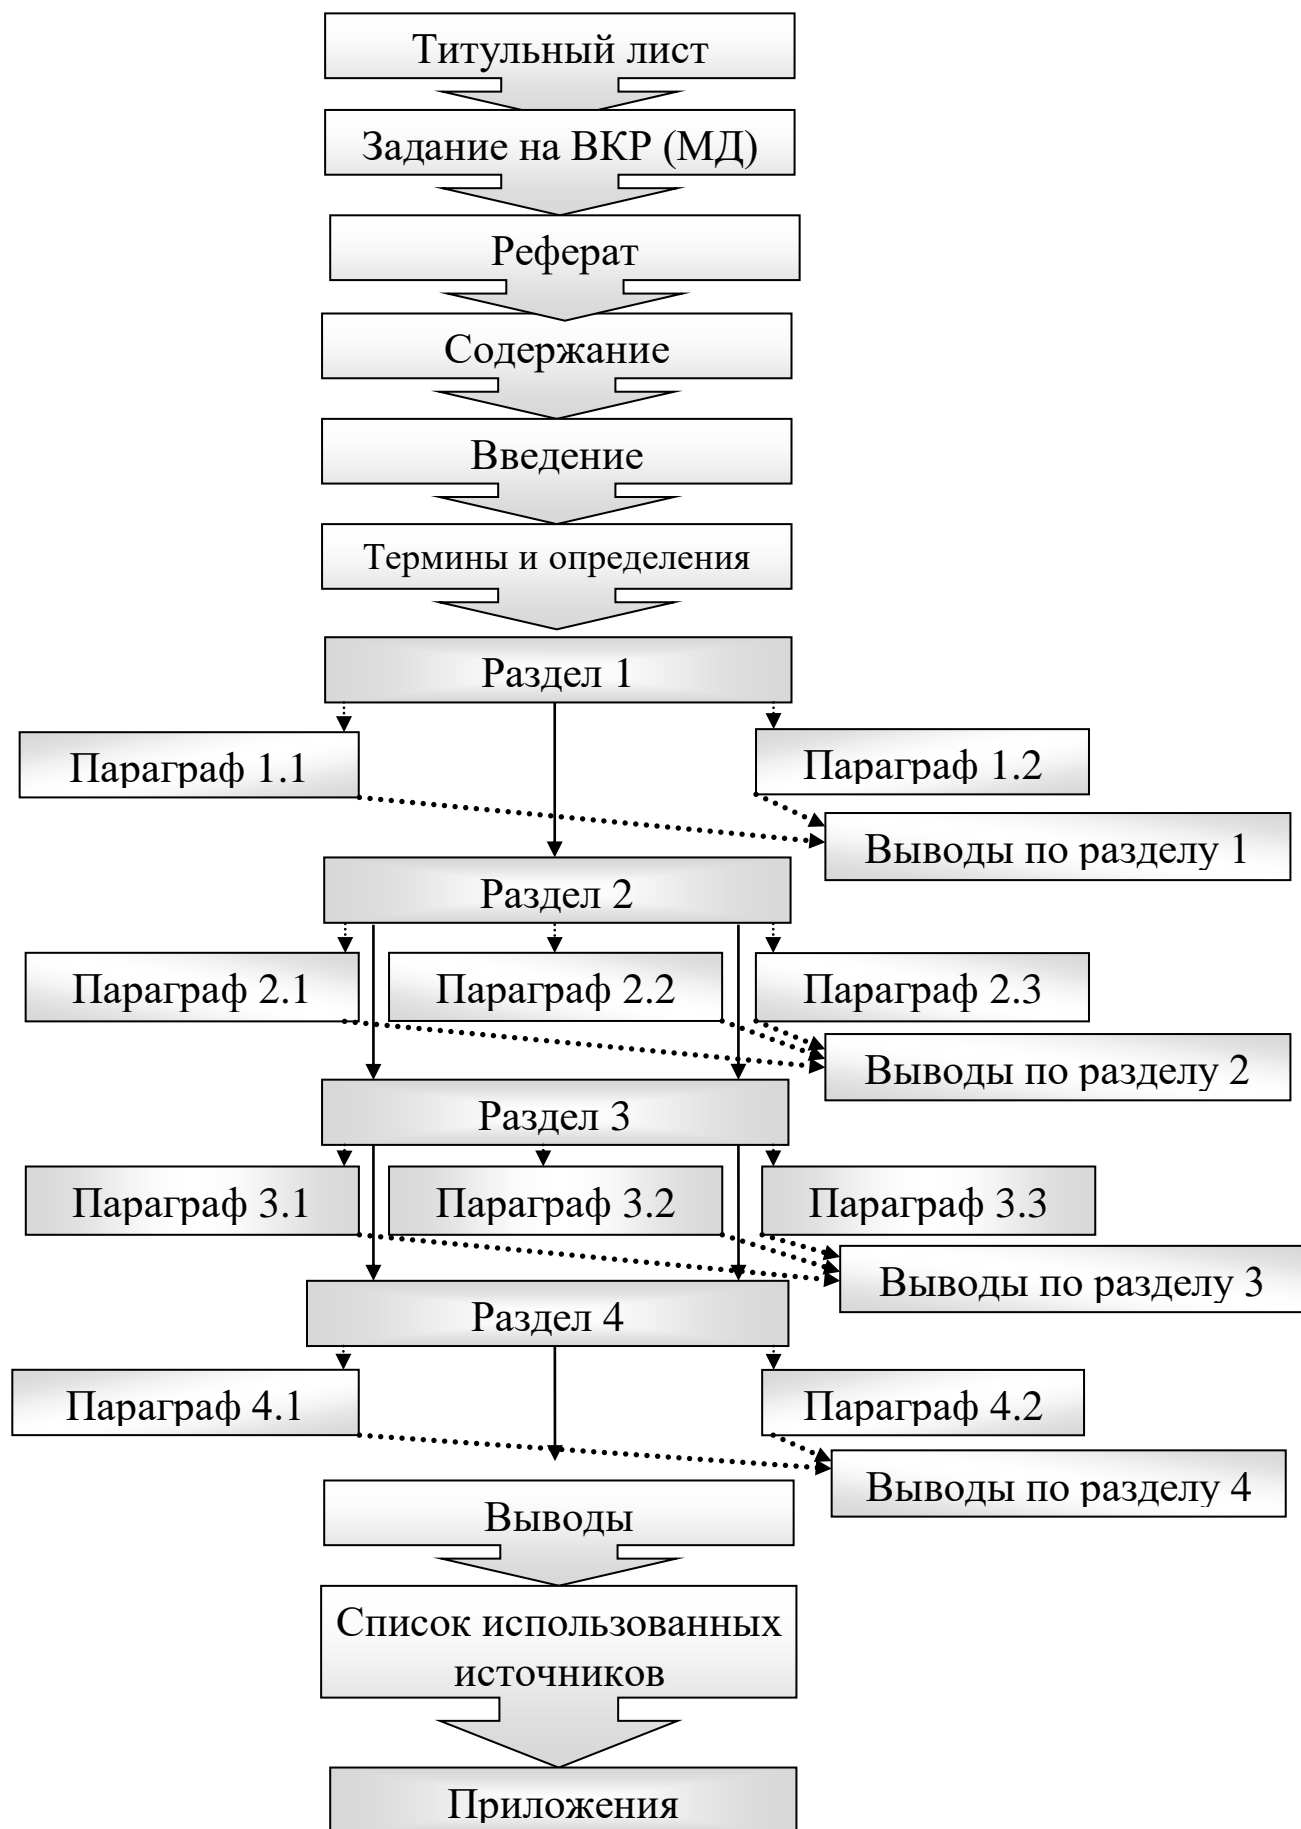 Титульный лист
Задание на ВКР (МД)
Реферат
Содержание
Введение
Термины и определения
Раздел 1
Параграф 1.1
Параграф 1.2
Выводы по разделу 1
Раздел 2
Параграф 2.1
Параграф 2.2
Параграф 2.3
Выводы по разделу 2
Раздел 3
Параграф 3.1
Параграф 3.2
Параграф 3.3
Выводы по разделу 3
Раздел 4
Параграф 4.1
Параграф 4.2
Выводы по разделу 4
Выводы
Список использованных
источников
Приложения